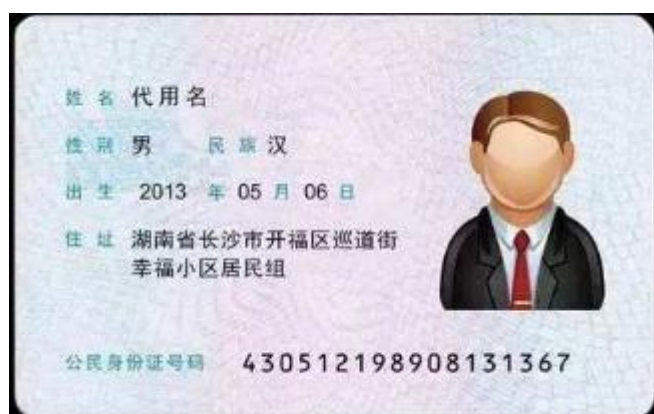 姓 名 代用名
性 别 男 民 族 汉
出 生 2013 年 05 月 06 日
住 址 湖南省长沙市开福区巡道街
幸福小区居民组
公民身份证号码 430512198908131367